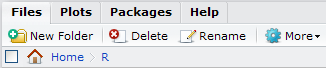 Files Plots Packages Help
New Folder Delete Rename More
Home R